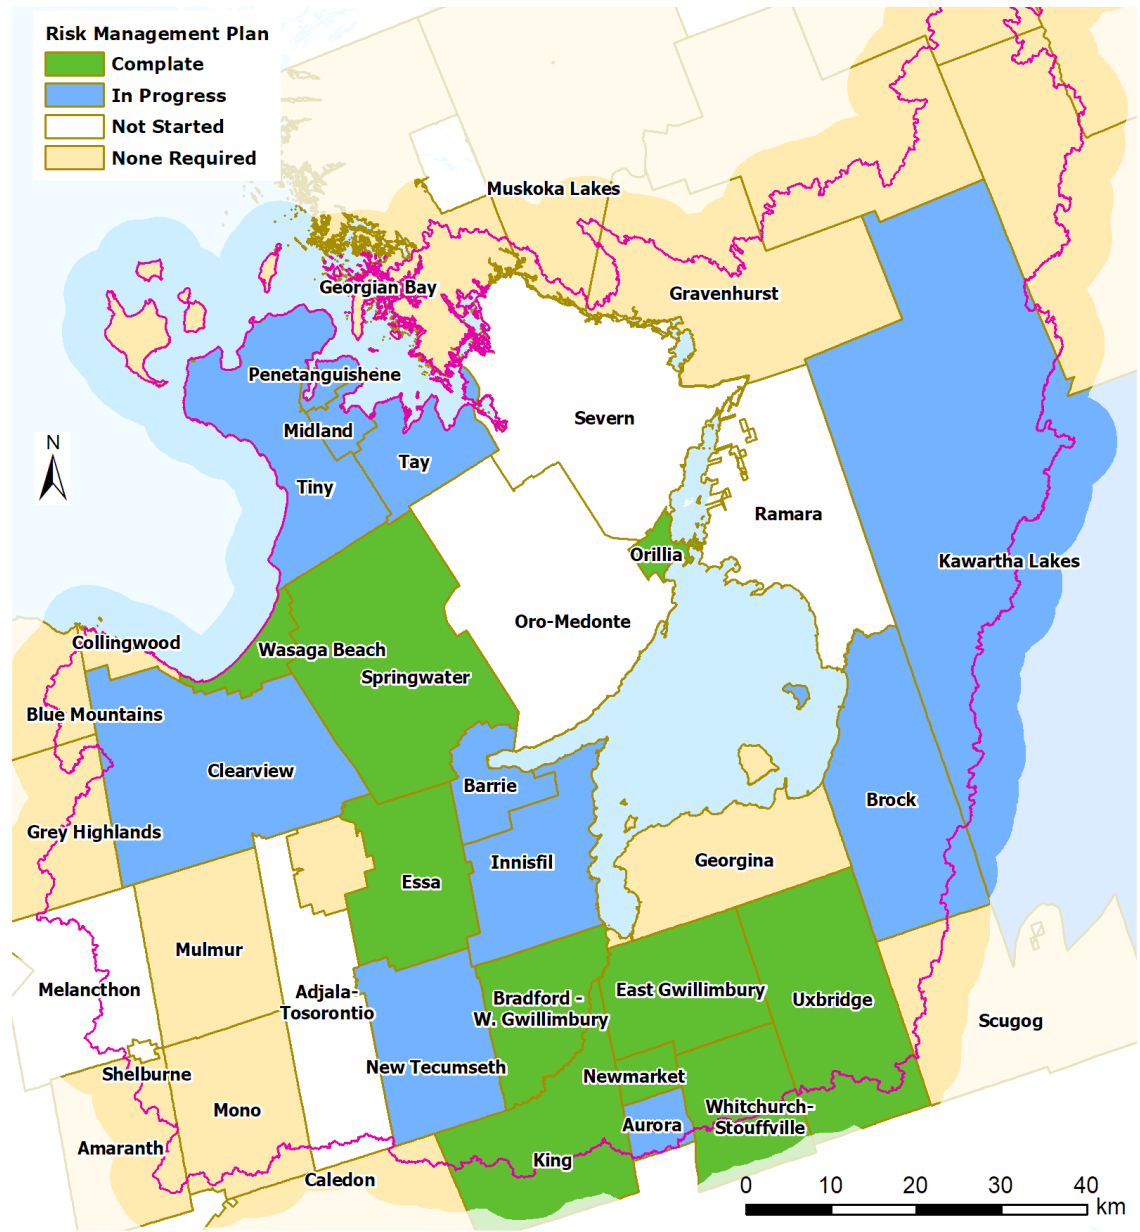 Risk Management Plan
Complate
In Progress
Not Started
None Required
Muskoka Lakes
Georgian Bay
Gravenhurst
Penetanguishene
Midland
Severn
N
Tay
Tiny
Ramara
Orillia
Kawartha Lakes
Oro-Medonte
Collingwood
Wasaga Beach
Springwater
Blue Mountains
Clearview
Barrie
Brock
Grey Highlands
Innisfil
Georgina
Essa
Mulmur
Melancthon
Adjala-
Tosorontio
Bradford -
W. Gwillimbury
East Gwillimbury
Uxbridge
Scugog
New Tecumseth
Newmarket
Shelburne
Mono
Aurora
Whitchurch-
Stouffville
Amaranth
King
Caledon
0 10 20 30 40
km